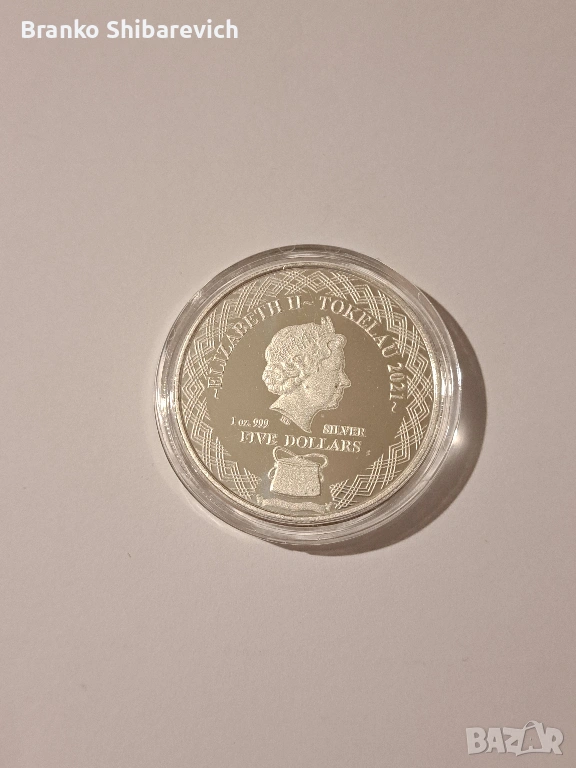 Branko Shibarevich
~ELIZABETH II~ TOKELAU 2021~
1 oz. 999 SILVER
FIVE DOLLARS
BAZAR